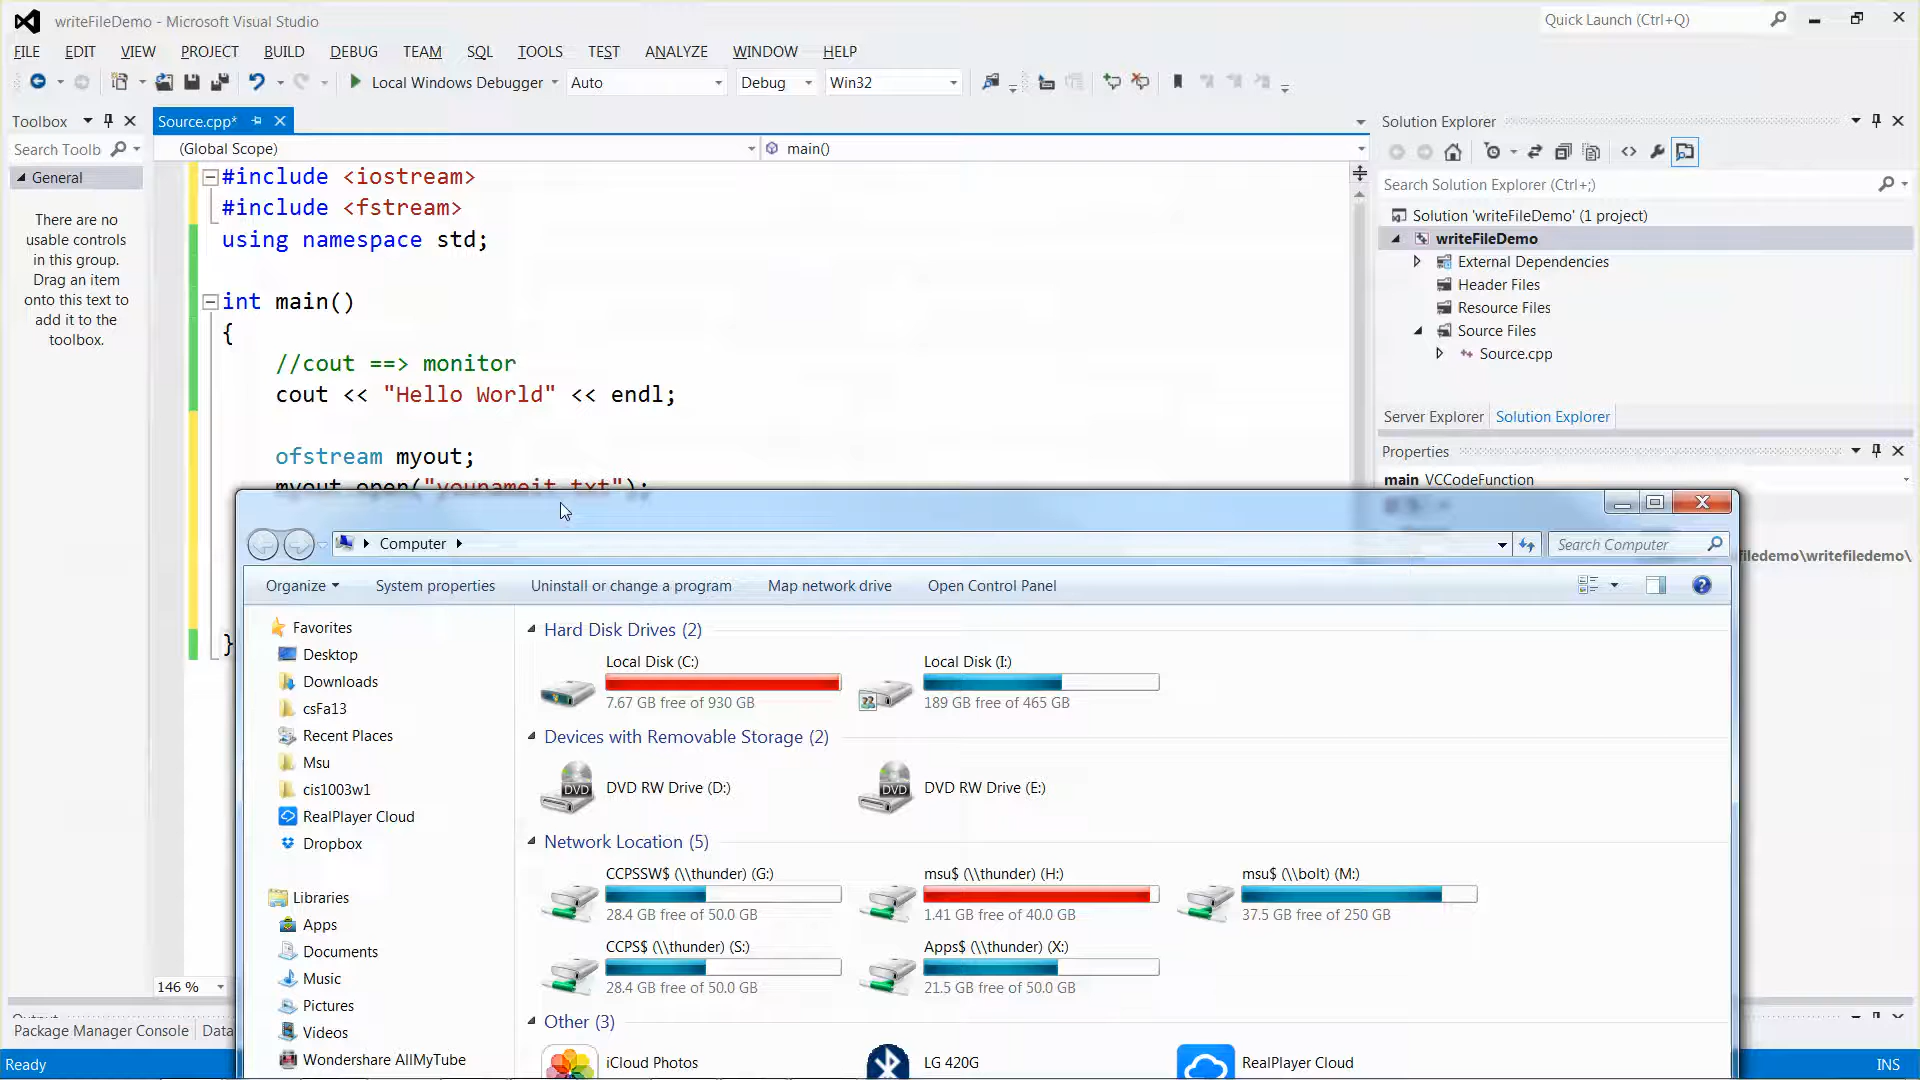 writeFileDemo - Microsoft Visual Studio
Quick Launch (Ctrl+Q)
FILE EDIT VIEW PROJECT BUILD DEBUG TEAM SQL TOOLS TEST ANALYZE WINDOW HELP
Local Windows Debugger Auto Debug Win32
Toolbox
Source.cpp*
Solution Explorer
Search Toolb
(Global Scope)
main()
General
There are no
usable controls
in this group.
Drag an item
onto this text to
add it to the
toolbox.
#include <iostream>
#include <fstream>
using namespace std;
int main()
{
//cout ==> monitor
cout << "Hello World" << endl;
ofstream myout;
myout.open("younameit.txt");
}
Search Solution Explorer (Ctrl+;)
Solution 'writeFileDemo' (1 project)
writeFileDemo
External Dependencies
Header Files
Resource Files
Source Files
Source.cpp
Server Explorer Solution Explorer
Properties
main VCCodeFunction
filedemo\writefiledemo\
Computer
Search Computer
Organize System properties Uninstall or change a program Map network drive Open Control Panel
Favorites
Desktop
Downloads
csFa13
Recent Places
Msu
cis1003w1
RealPlayer Cloud
Dropbox
Libraries
Apps
Documents
Music
Pictures
Videos
Wondershare AllMyTube
Hard Disk Drives (2)
Local Disk (C:)
7.67 GB free of 930 GB
Local Disk (I:)
189 GB free of 465 GB
Devices with Removable Storage (2)
DVD
DVD RW Drive (D:)
DVD
DVD RW Drive (E:)
Network Location (5)
CCPSSW$ (\\thunder) (G:)
28.4 GB free of 50.0 GB
msu$ (\\thunder) (H:)
1.41 GB free of 40.0 GB
msu$ (\\bolt) (M:)
37.5 GB free of 250 GB
CCPS$ (\\thunder) (S:)
28.4 GB free of 50.0 GB
Apps$ (\\thunder) (X:)
21.5 GB free of 50.0 GB
Other (3)
iCloud Photos
LG 420G
RealPlayer Cloud
146 %
Package Manager Console Data
Ready
INS